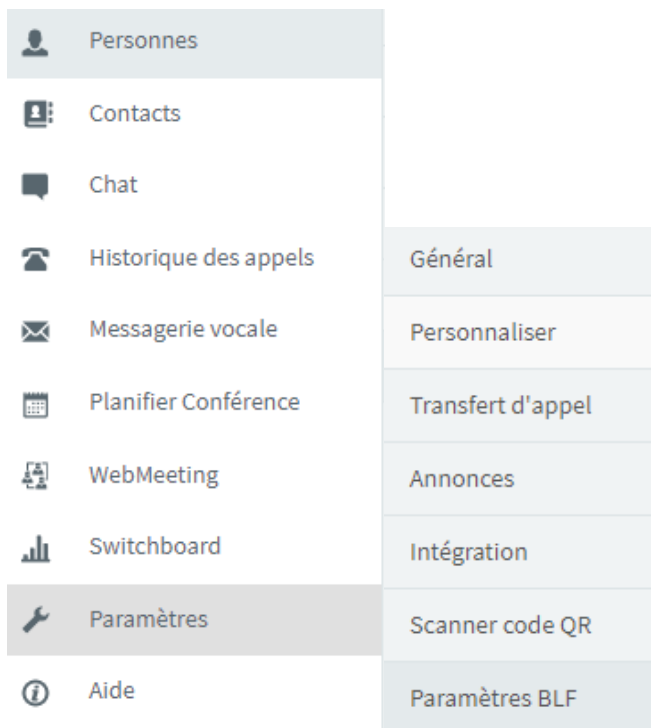 Personnes
Contacts
Chat
Historique des appels
Messagerie vocale
Planifier Conférence
WebMeeting
Switchboard
Paramètres
Aide
Général
Personnaliser
Transfert d'appel
Annonces
Intégration
Scanner code QR
Paramètres BLF